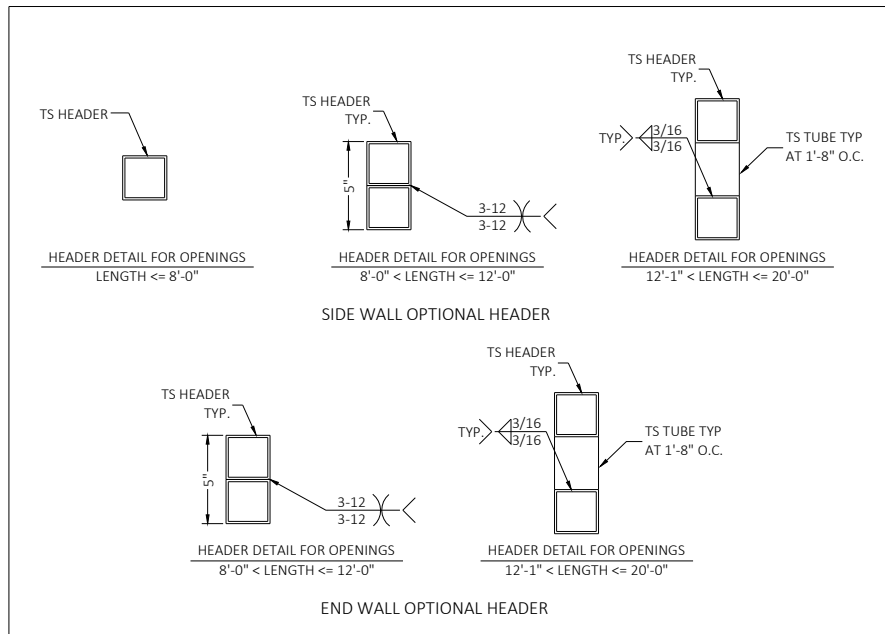 TS HEADER
HEADER DETAIL FOR OPENINGS
LENGTH <= 8'-0"
TS HEADER
TYP.
5"
3-12
3-12
HEADER DETAIL FOR OPENINGS
8'-0" < LENGTH <= 12'-0"
TS HEADER
TYP.
TYP.
3/16
3/16
TS TUBE TYP
AT 1'-8" O.C.
HEADER DETAIL FOR OPENINGS
12'-1" < LENGTH <= 20'-0"
SIDE WALL OPTIONAL HEADER
TS HEADER
TYP.
5"
3-12
3-12
HEADER DETAIL FOR OPENINGS
8'-0" < LENGTH <= 12'-0"
TS HEADER
TYP.
TYP.
3/16
3/16
TS TUBE TYP
AT 1'-8" O.C.
HEADER DETAIL FOR OPENINGS
12'-1" < LENGTH <= 20'-0"
END WALL OPTIONAL HEADER